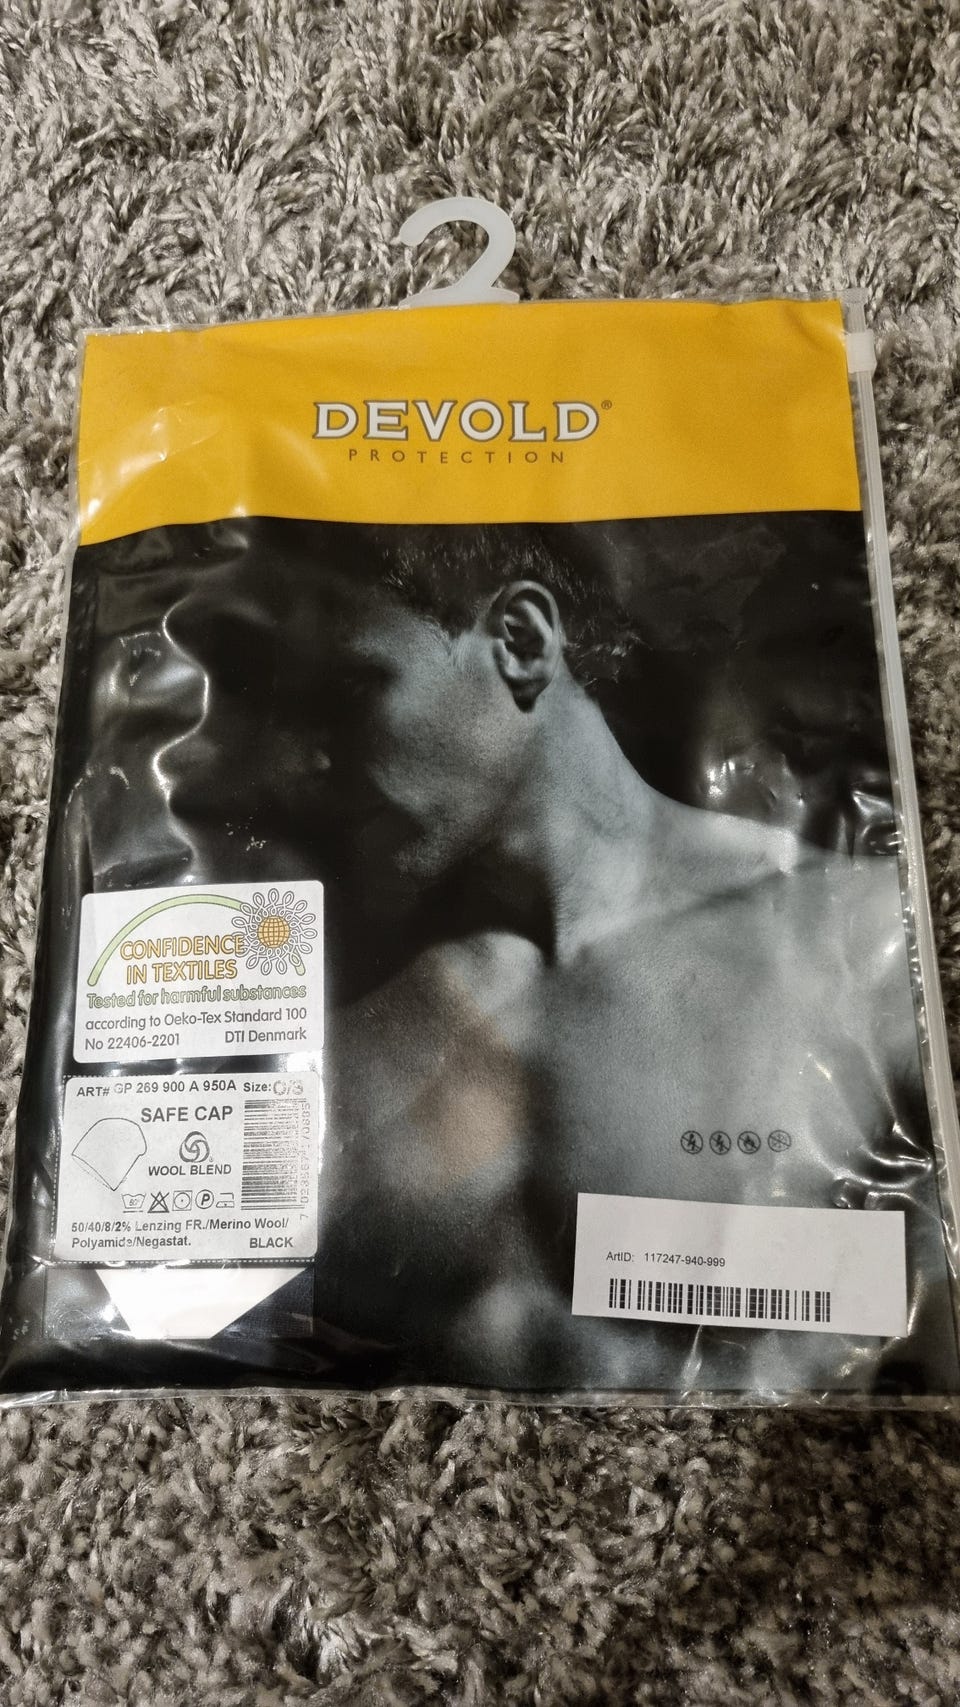 DEVOLD®
PROTECTION
CONFIDENCE
IN TEXTILES
Tested for harmful substances
according to Oeko-Tex Standard 100
No 22406-2201 DTI Denmark
ART# GP 269 900 A 950A Size: O/S
SAFE CAP
WOOL BLEND
60°
P
50/40/8/2% Lenzing FR./Merino Wool/
Polyamide/Negastat. BLACK
ArtID: 117247-940-999